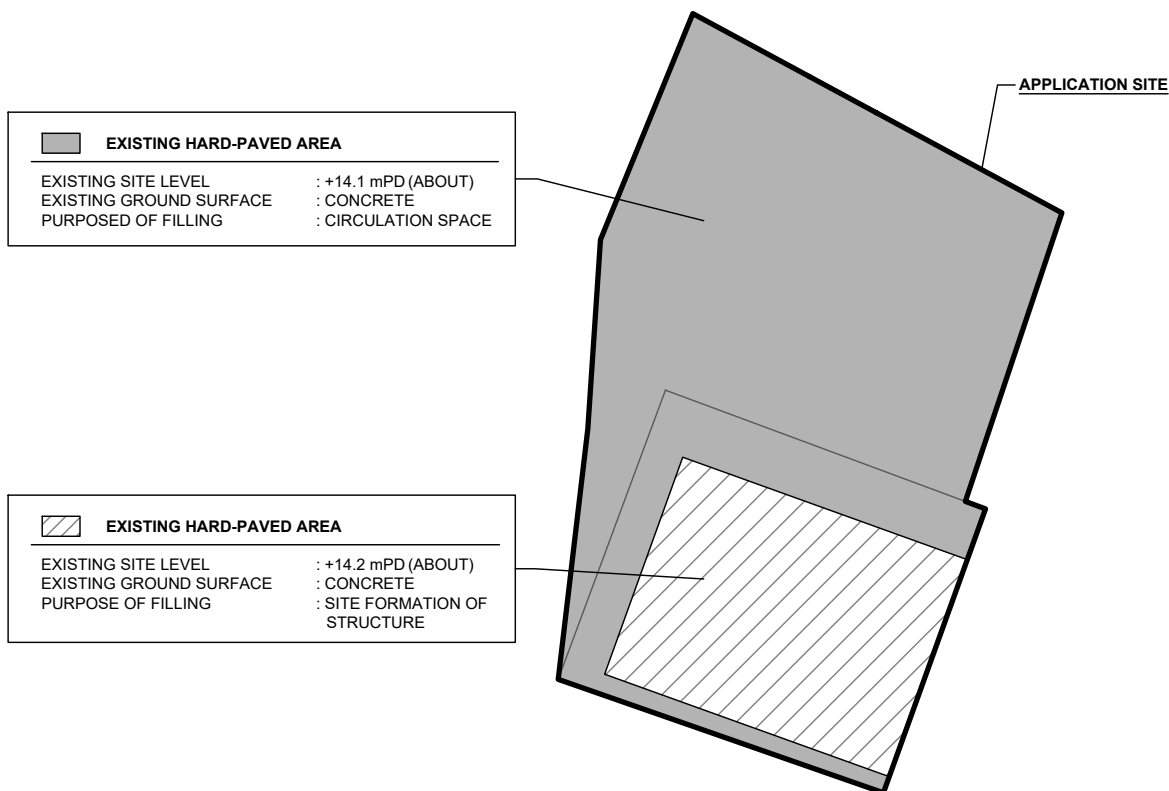 APPLICATION SITE
EXISTING HARD-PAVED AREA
EXISTING SITE LEVEL : +14.1 mPD (ABOUT)
EXISTING GROUND SURFACE : CONCRETE
PURPOSED OF FILLING : CIRCULATION SPACE
EXISTING HARD-PAVED AREA
EXISTING SITE LEVEL : +14.2 mPD (ABOUT)
EXISTING GROUND SURFACE : CONCRETE
PURPOSE OF FILLING : SITE FORMATION OF
STRUCTURE